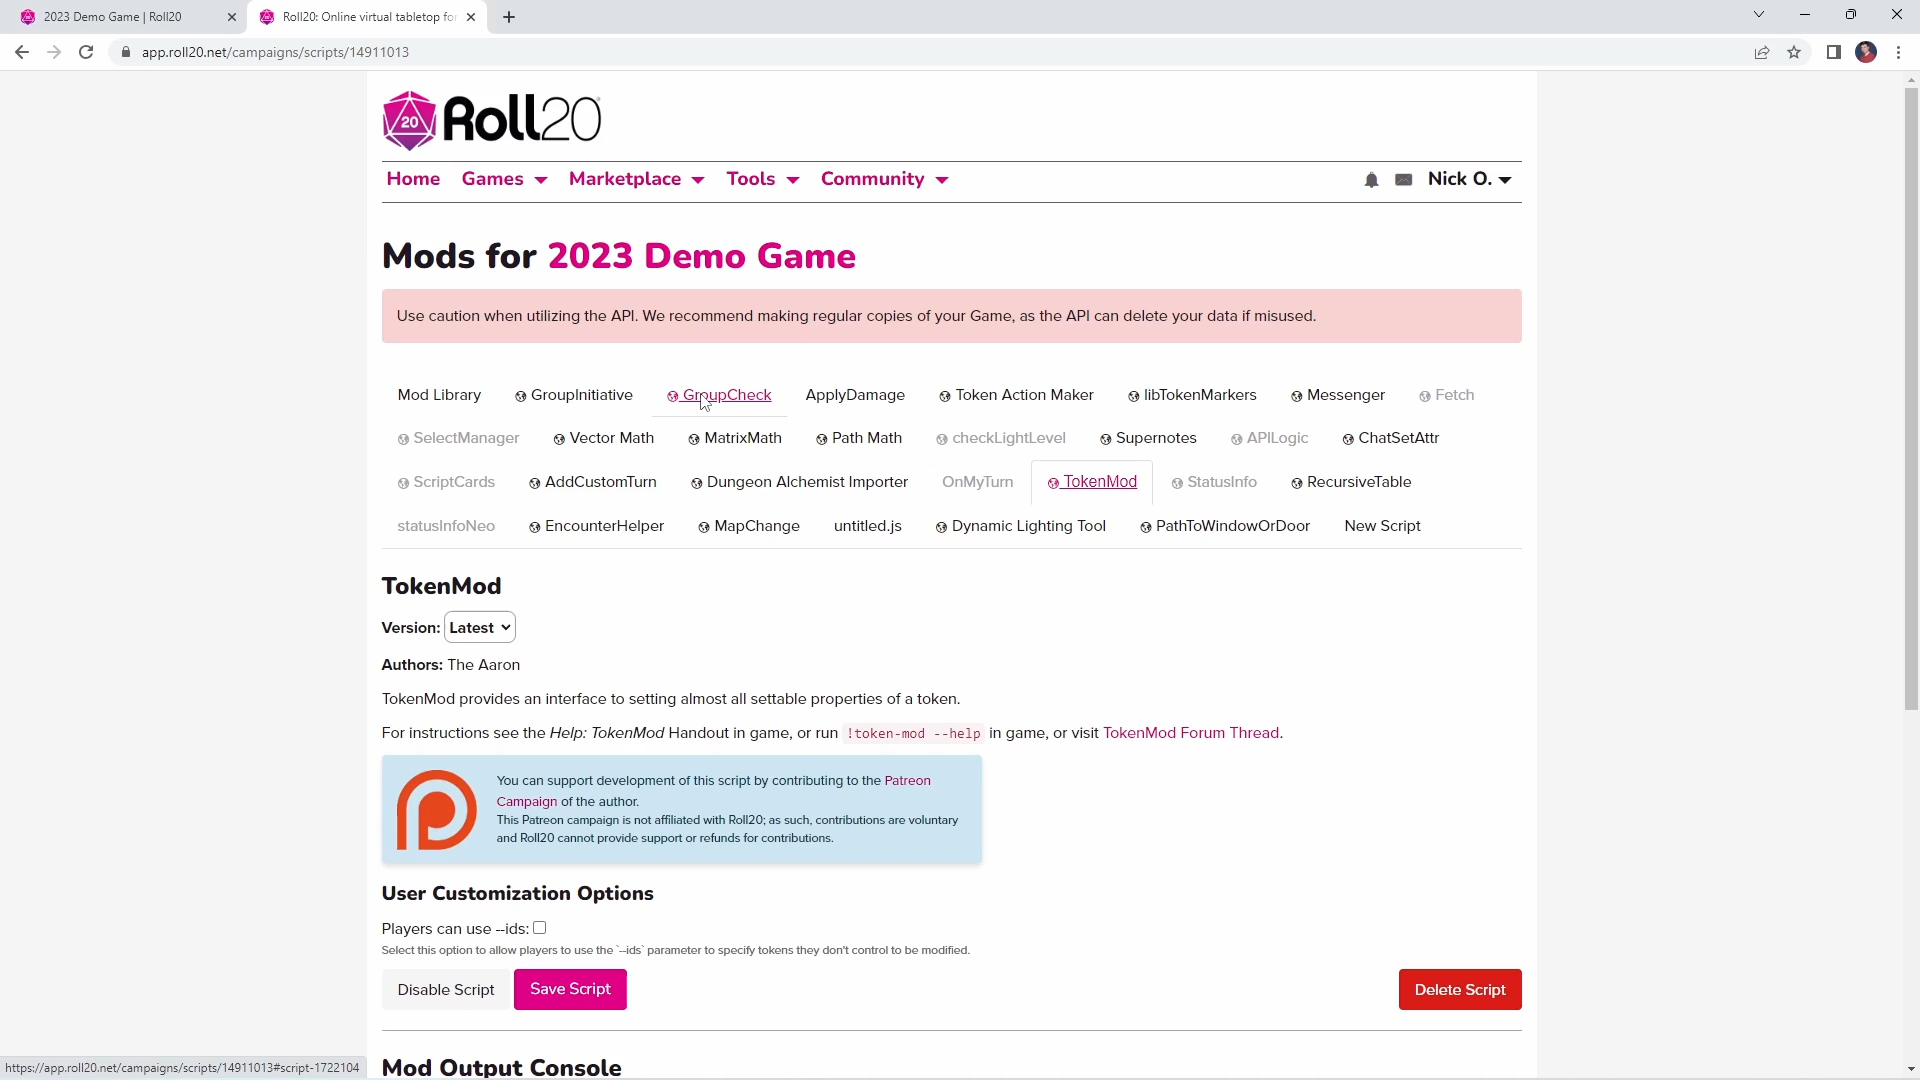 2023 Demo Game | Roll20
Roll20: Online virtual tabletop for
app.roll20.net/campaigns/scripts/14911013
20 Roll20
Home Games Marketplace Tools Community Nick O.
Mods for 2023 Demo Game
Use caution when utilizing the API. We recommend making regular copies of your Game, as the API can delete your data if misused.
Mod Library GroupInitiative GroupCheck ApplyDamage Token Action Maker libTokenMarkers Messenger Fetch
SelectManager Vector Math MatrixMath Path Math checkLightLevel Supernotes APILogic ChatSetAttr
ScriptCards AddCustomTurn Dungeon Alchemist Importer OnMyTurn TokenMod StatusInfo RecursiveTable
statusInfoNeo EncounterHelper MapChange untitled.js Dynamic Lighting Tool PathToWindowOrDoor New Script
TokenMod
Version: Latest
Authors: The Aaron
TokenMod provides an interface to setting almost all settable properties of a token.
For instructions see the Help: TokenMod Handout in game, or run !token-mod --help in game, or visit TokenMod Forum Thread.
You can support development of this script by contributing to the Patreon
Campaign of the author.
This Patreon campaign is not affiliated with Roll20; as such, contributions are voluntary
and Roll20 cannot provide support or refunds for contributions.
User Customization Options
Players can use --ids:
Select this option to allow players to use the `--ids` parameter to specify tokens they don't control to be modified.
Disable Script Save Script Delete Script
Mod Output Console
https://app.roll20.net/campaigns/scripts/14911013#script-1722104